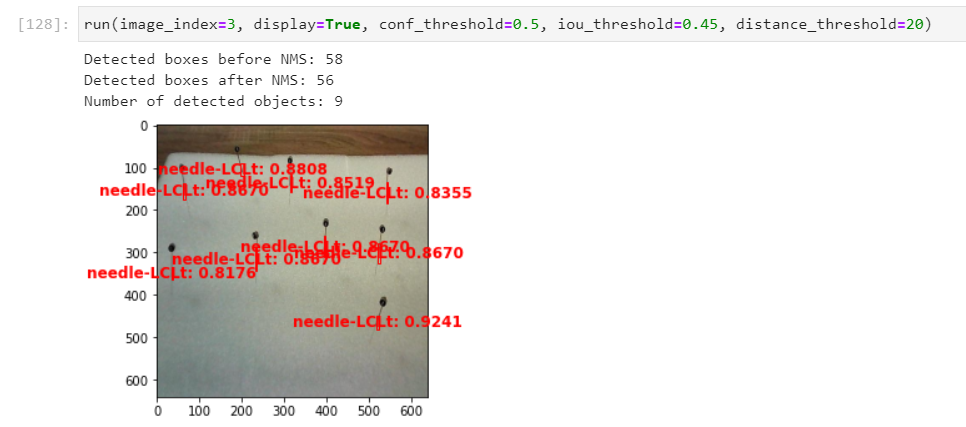 [128]: run(image_index=3, display=True, conf_threshold=0.5, iou_threshold=0.45, distance_threshold=20)
Detected boxes before NMS: 58
Detected boxes after NMS: 56
Number of detected objects: 9
0
100
200
300
400
500
600
needle-LCLt: 0.8808
needle-LCLt: 0.8519
needle-LCLt: 0.8670
needle-LCLt: 0.8355
needle-LCLt: 0.8670
needle-LCLt: 0.8670
needle-LCLt: 0.8670
needle-LCLt: 0.8176
needle-LCLt: 0.9241
0 100 200 300 400 500 600